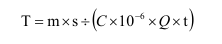 T = m × s ÷ (C × 10⁻⁶ × Q × t)